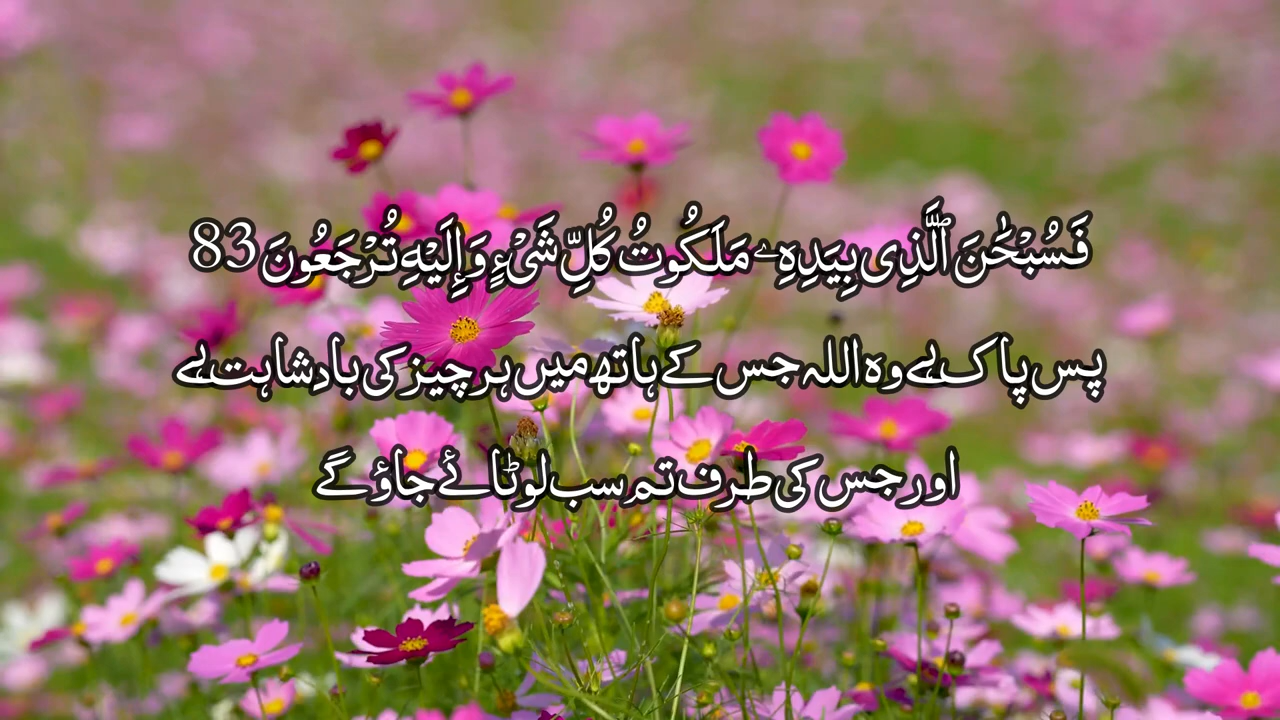 فَسُبْحَٰنَ ٱلَّذِى بِيَدِهِۦ مَلَكُوتُ كُلِّ شَىْءٍ وَإِلَيْهِ تُرْجَعُونَ 83
پس پاک ہے وہ اللہ جس کے ہاتھ میں ہر چیز کی بادشاہت ہے
اور جس کی طرف تم سب لوٹائے جاؤ گے